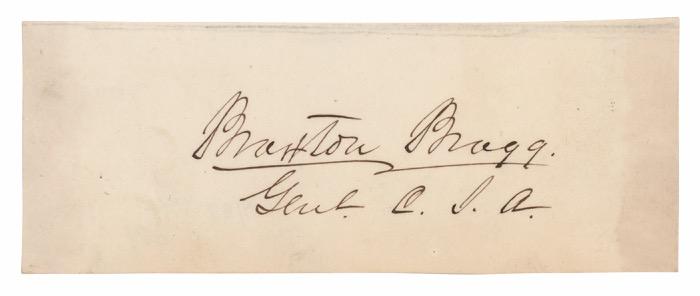 Braxton Bragg.
Genl. C. S. A.